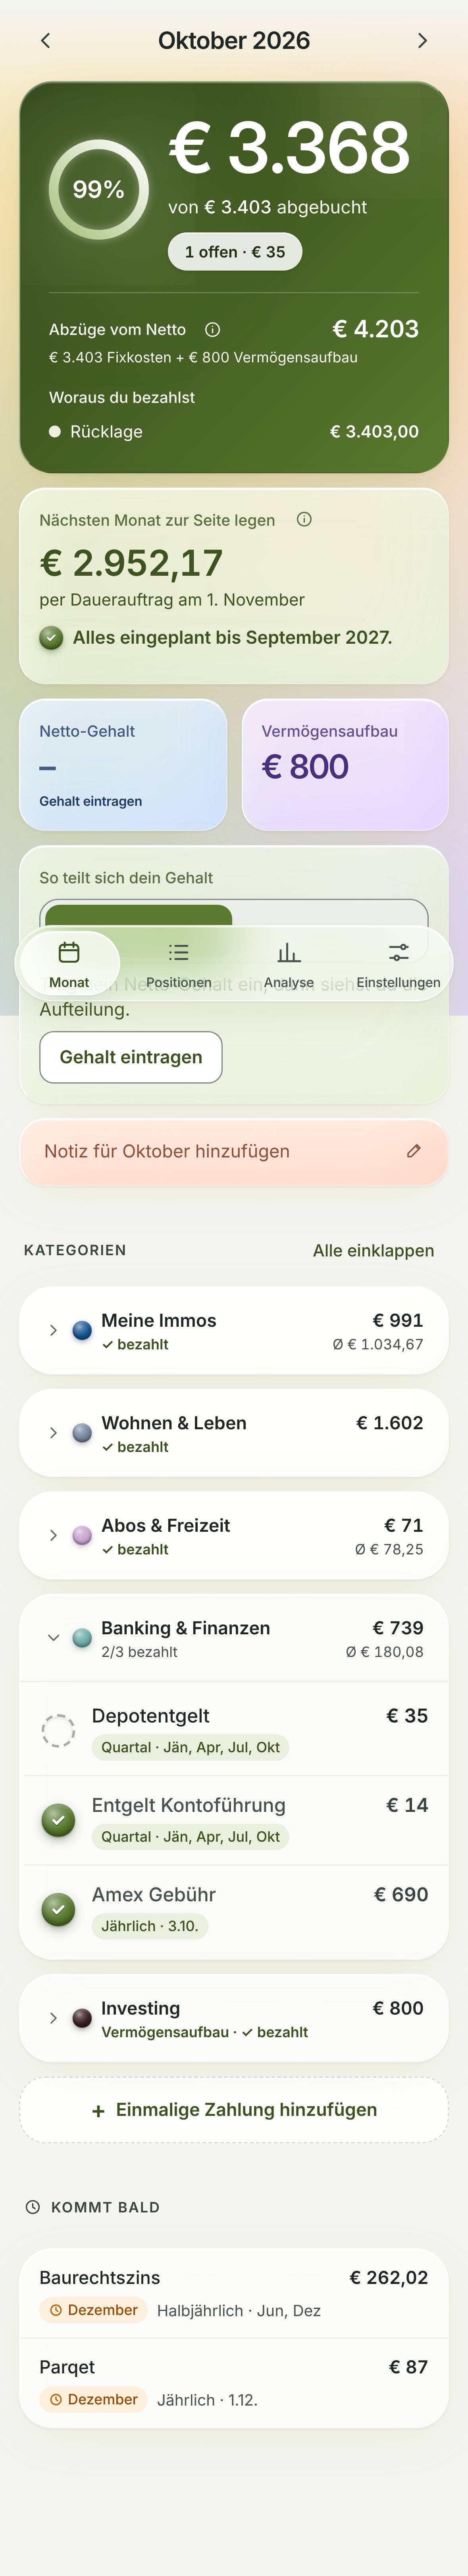 Oktober 2026
99%
€ 3.368
von € 3.403 abgebucht
1 offen · € 35
Abzüge vom Netto
€ 4.203
€ 3.403 Fixkosten + € 800 Vermögensaufbau
Woraus du bezahlst
Rücklage
€ 3.403,00
Nächsten Monat zur Seite legen
€ 2.952,17
per Dauerauftrag am 1. November
Alles eingeplant bis September 2027.
Netto-Gehalt
–
Gehalt eintragen
Vermögensaufbau
€ 800
So teilt sich dein Gehalt
Monat
Positionen
Analyse
Einstellungen
Netto-Gehalt ein, dann siehst du die
Aufteilung.
Gehalt eintragen
Notiz für Oktober hinzufügen
KATEGORIEN
Alle einklappen
Meine Immos
€ 991
✓ bezahlt
Ø € 1.034,67
Wohnen & Leben
€ 1.602
✓ bezahlt
Abos & Freizeit
€ 71
✓ bezahlt
Ø € 78,25
Banking & Finanzen
€ 739
2/3 bezahlt
Ø € 180,08
Depotentgelt
€ 35
Quartal · Jän, Apr, Jul, Okt
Entgelt Kontoführung
€ 14
Quartal · Jän, Apr, Jul, Okt
Amex Gebühr
€ 690
Jährlich · 3.10.
Investing
€ 800
Vermögensaufbau · ✓ bezahlt
+ Einmalige Zahlung hinzufügen
KOMMT BALD
Baurechtszins
€ 262,02
Dezember
Halbjährlich · Jun, Dez
Parqet
€ 87
Dezember
Jährlich · 1.12.